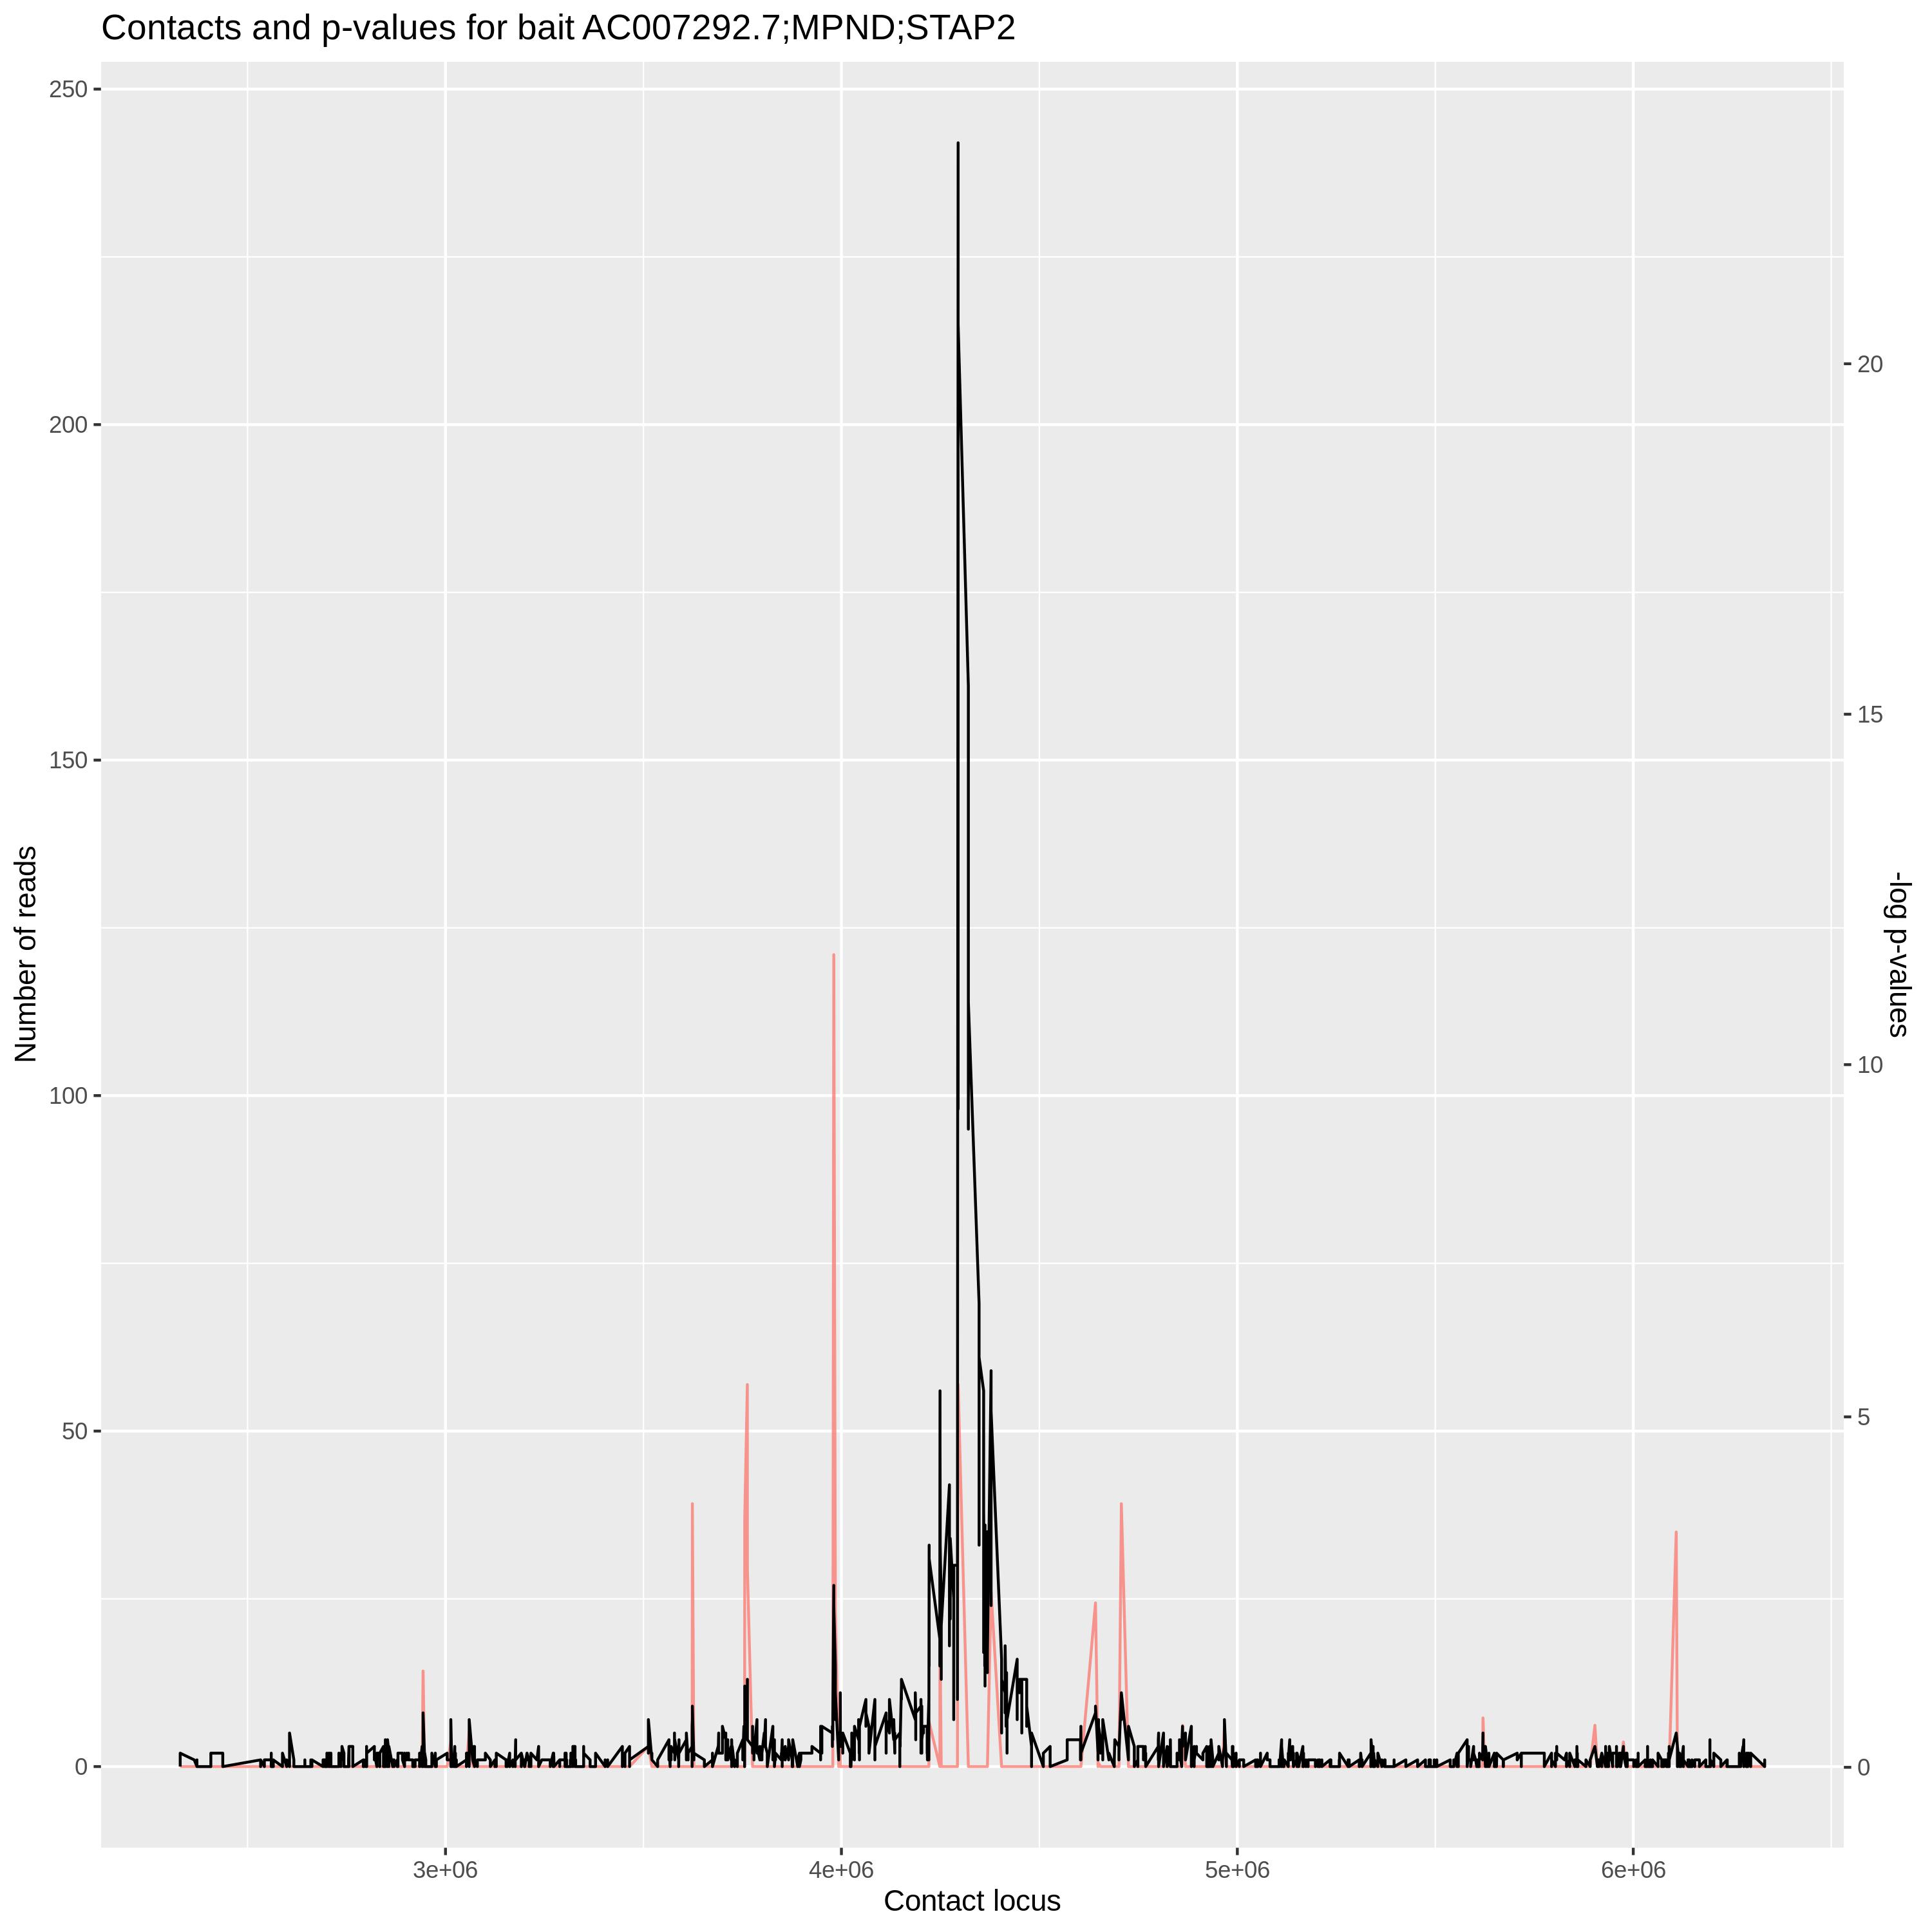 Contacts and p-values for bait AC007292.7;MPND;STAP2
250
200
150
100
50
0
Number of reads
20
15
10
5
0
-log p-values
3e+06
4e+06
5e+06
6e+06
Contact locus